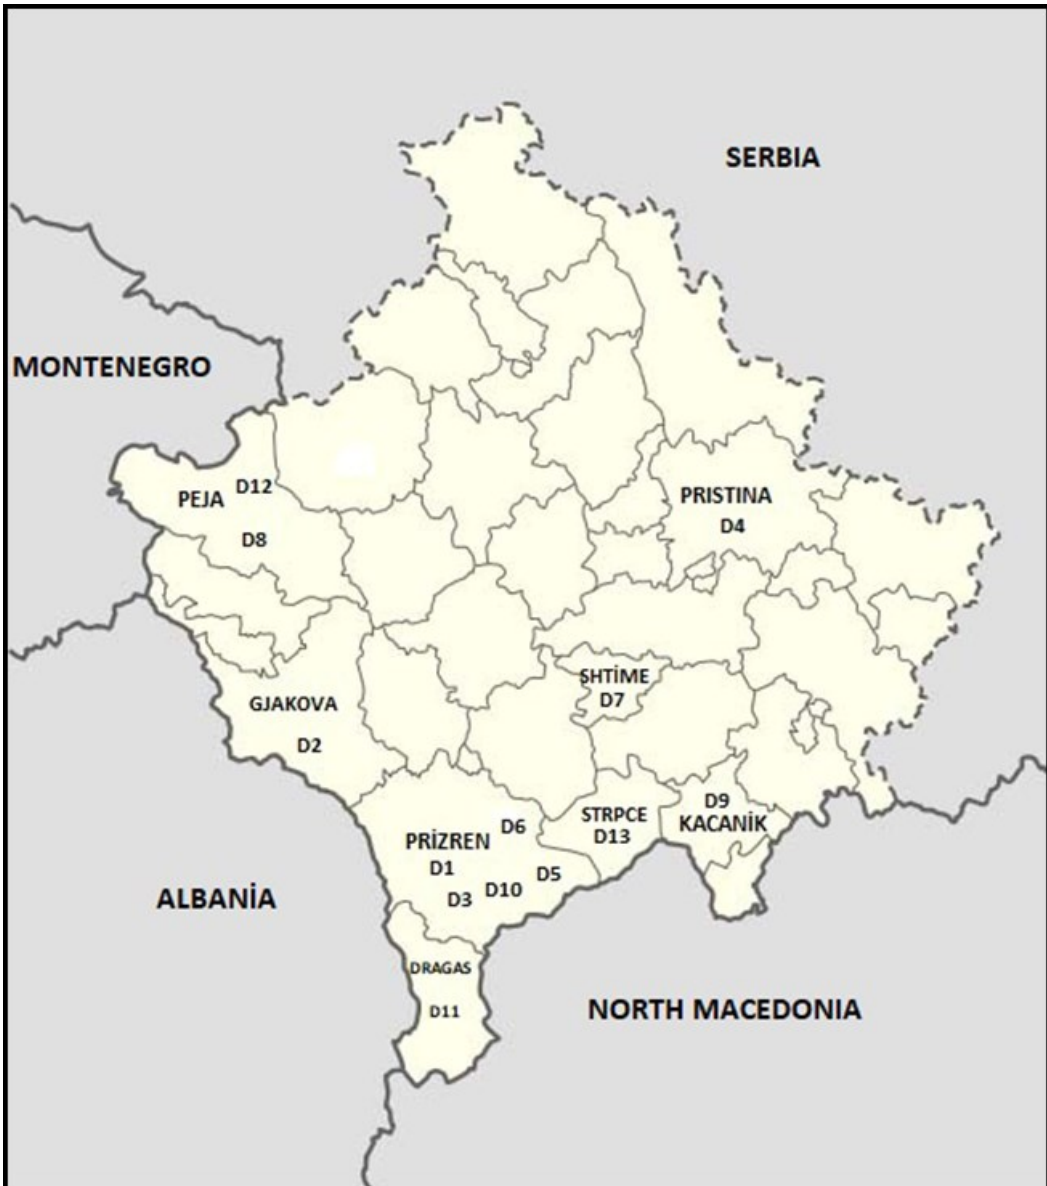 SERBIA
MONTENEGRO
PEJA D12
D8
PRISTINA
D4
SHTİME
D7
GJAKOVA
D2
D9
KACANİK
STRPCE
D13
PRİZREN D6
D1
D5
D3 D10
ALBANİA
DRAGAS
D11
NORTH MACEDONIA